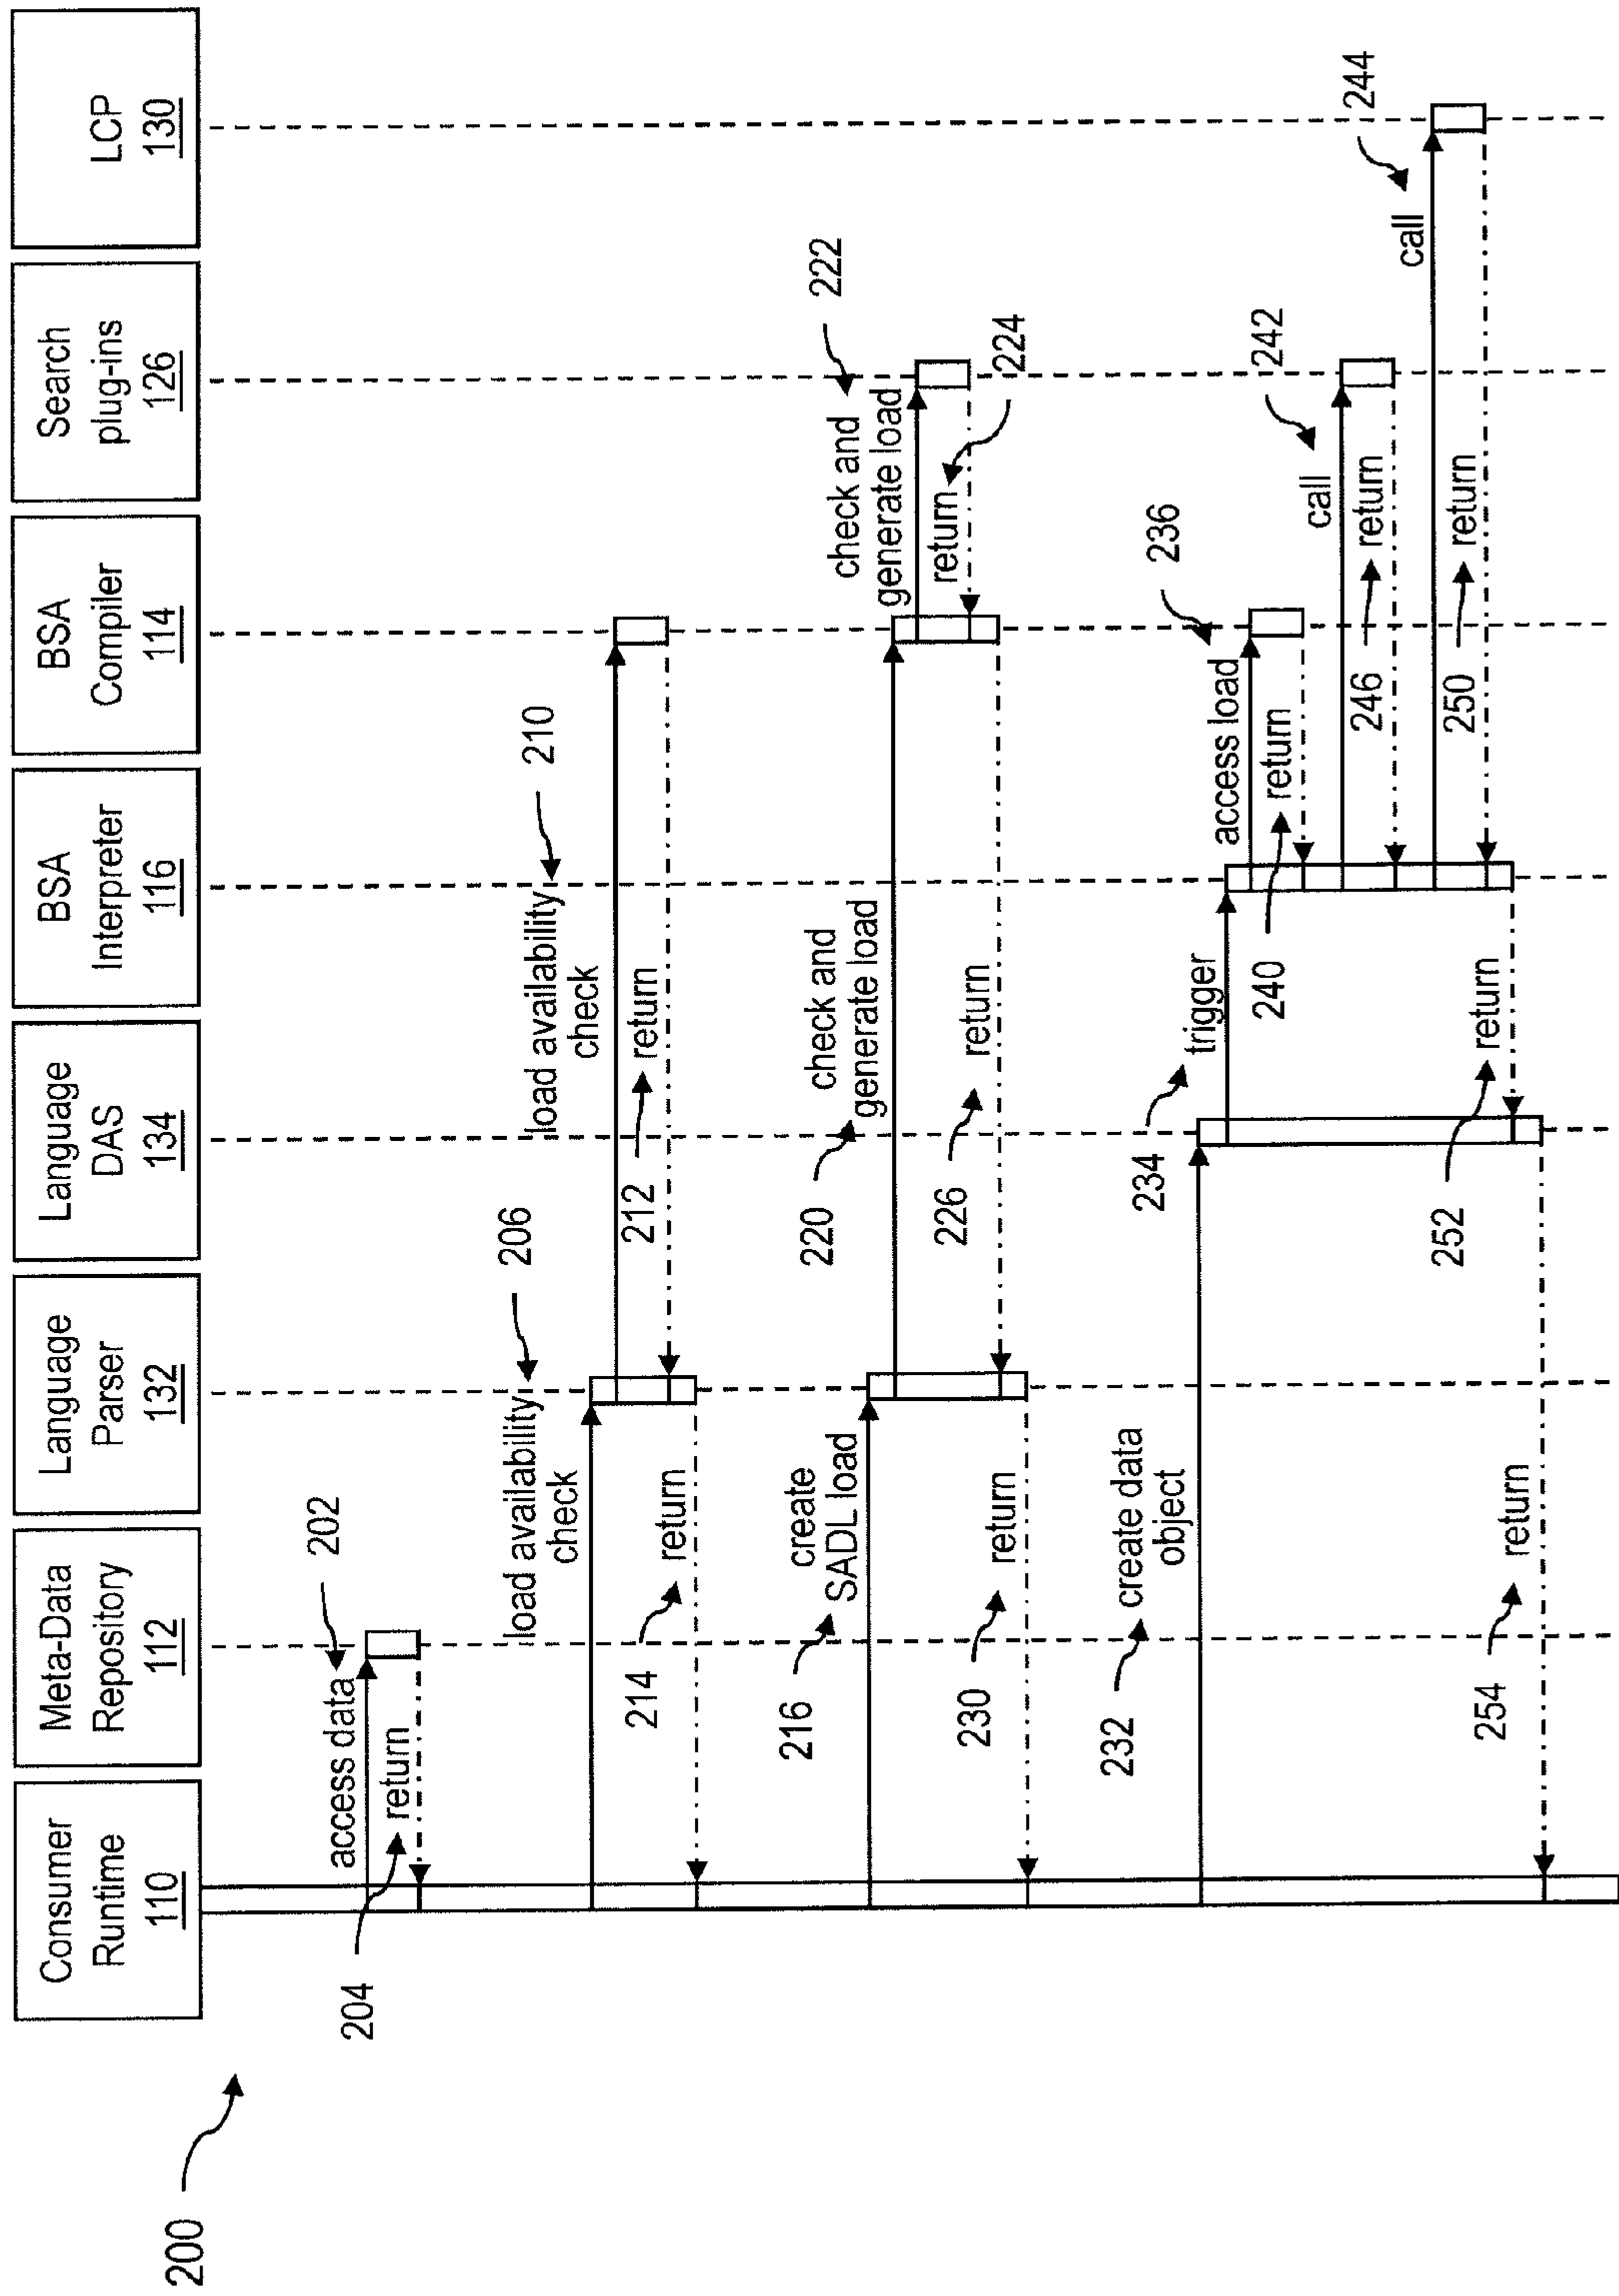 200
Consumer
Runtime
110
Meta-Data
Repository
112
Language
Parser
132
Language
DAS
134
BSA
Interpreter
116
BSA
Compiler
114
Search
plug-ins
126
LCP
130
access data
202
204
return
load availability
check
206
load availability
check
210
212
return
214
return
216
create
SADL load
220
check and
generate load
check and
generate load
222
return
224
226
return
230
return
232
create data
object
234
trigger
access load
236
240
return
call
242
246
return
call
244
250
return
252
return
254
return